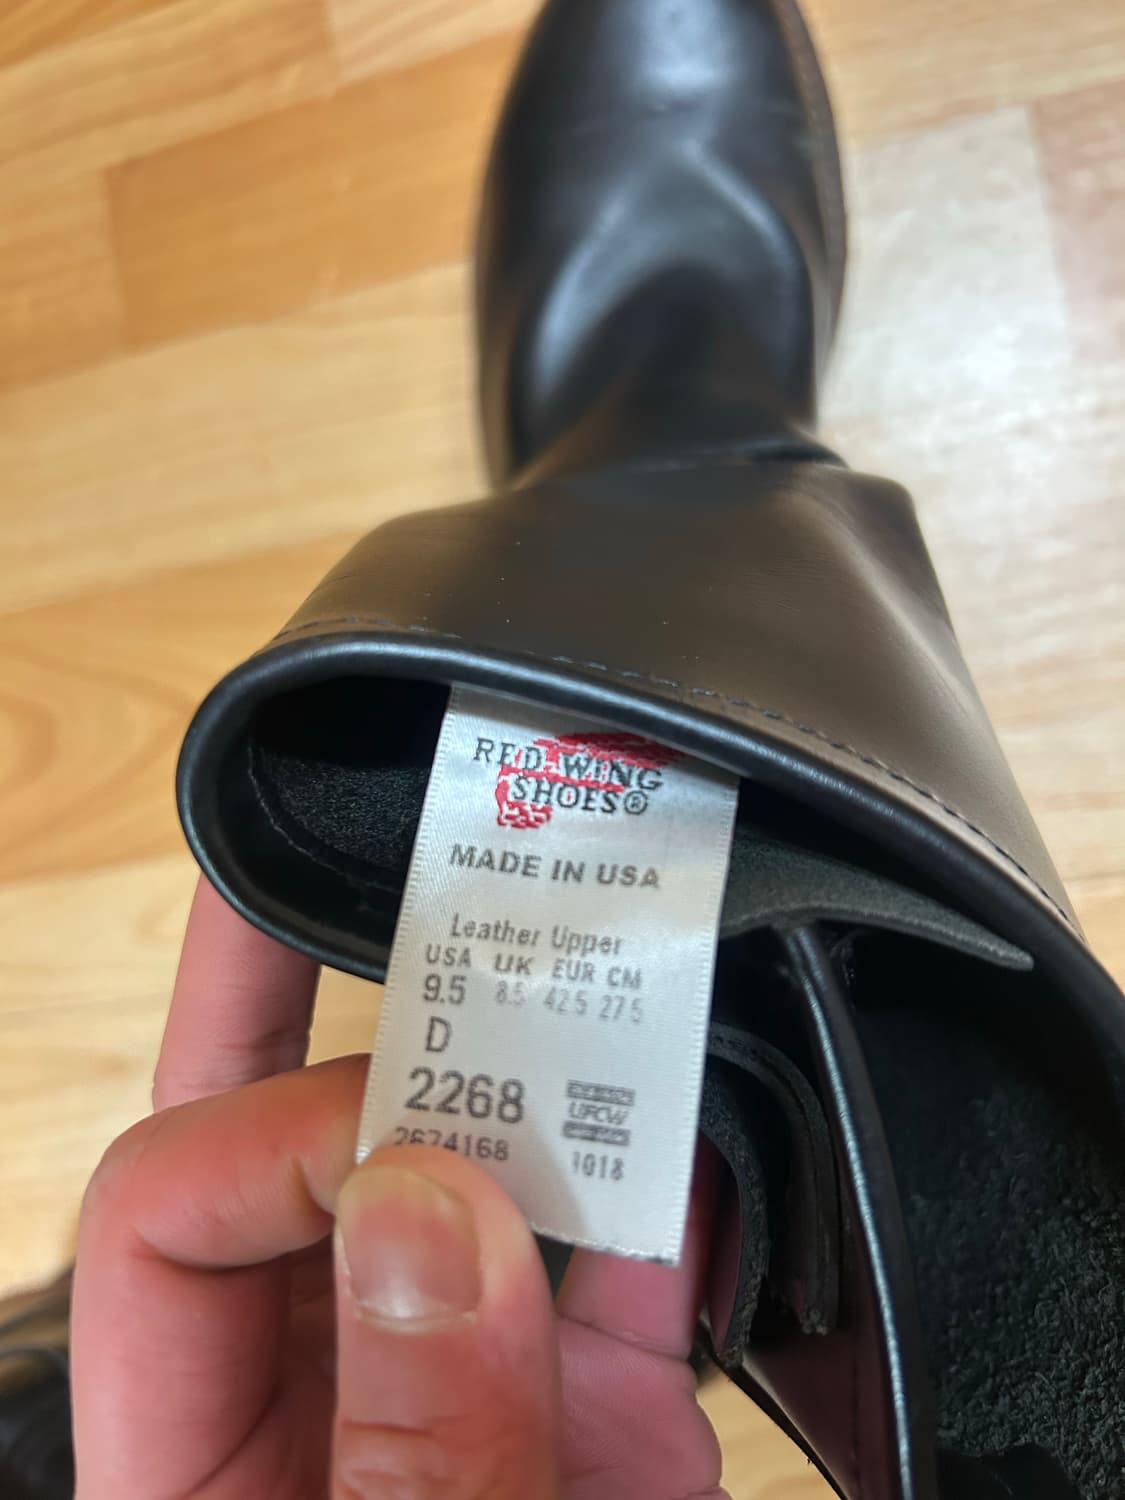 RED WING
SHOES®
MADE IN USA
Leather Upper
USA UK EUR CM
9.5 8.5 42.5 27.5
D
2268
UFCW
2674168 1018